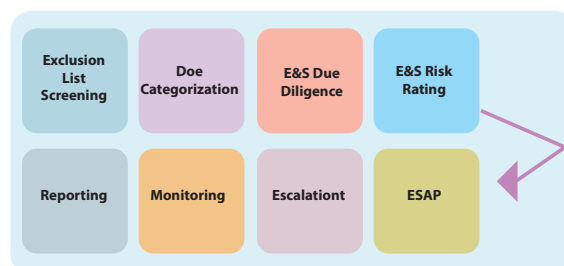 Exclusion
List
Screening
Doe
Categorization
E&S Due
Diligence
E&S Risk
Rating
Reporting
Monitoring
Escalationt
ESAP